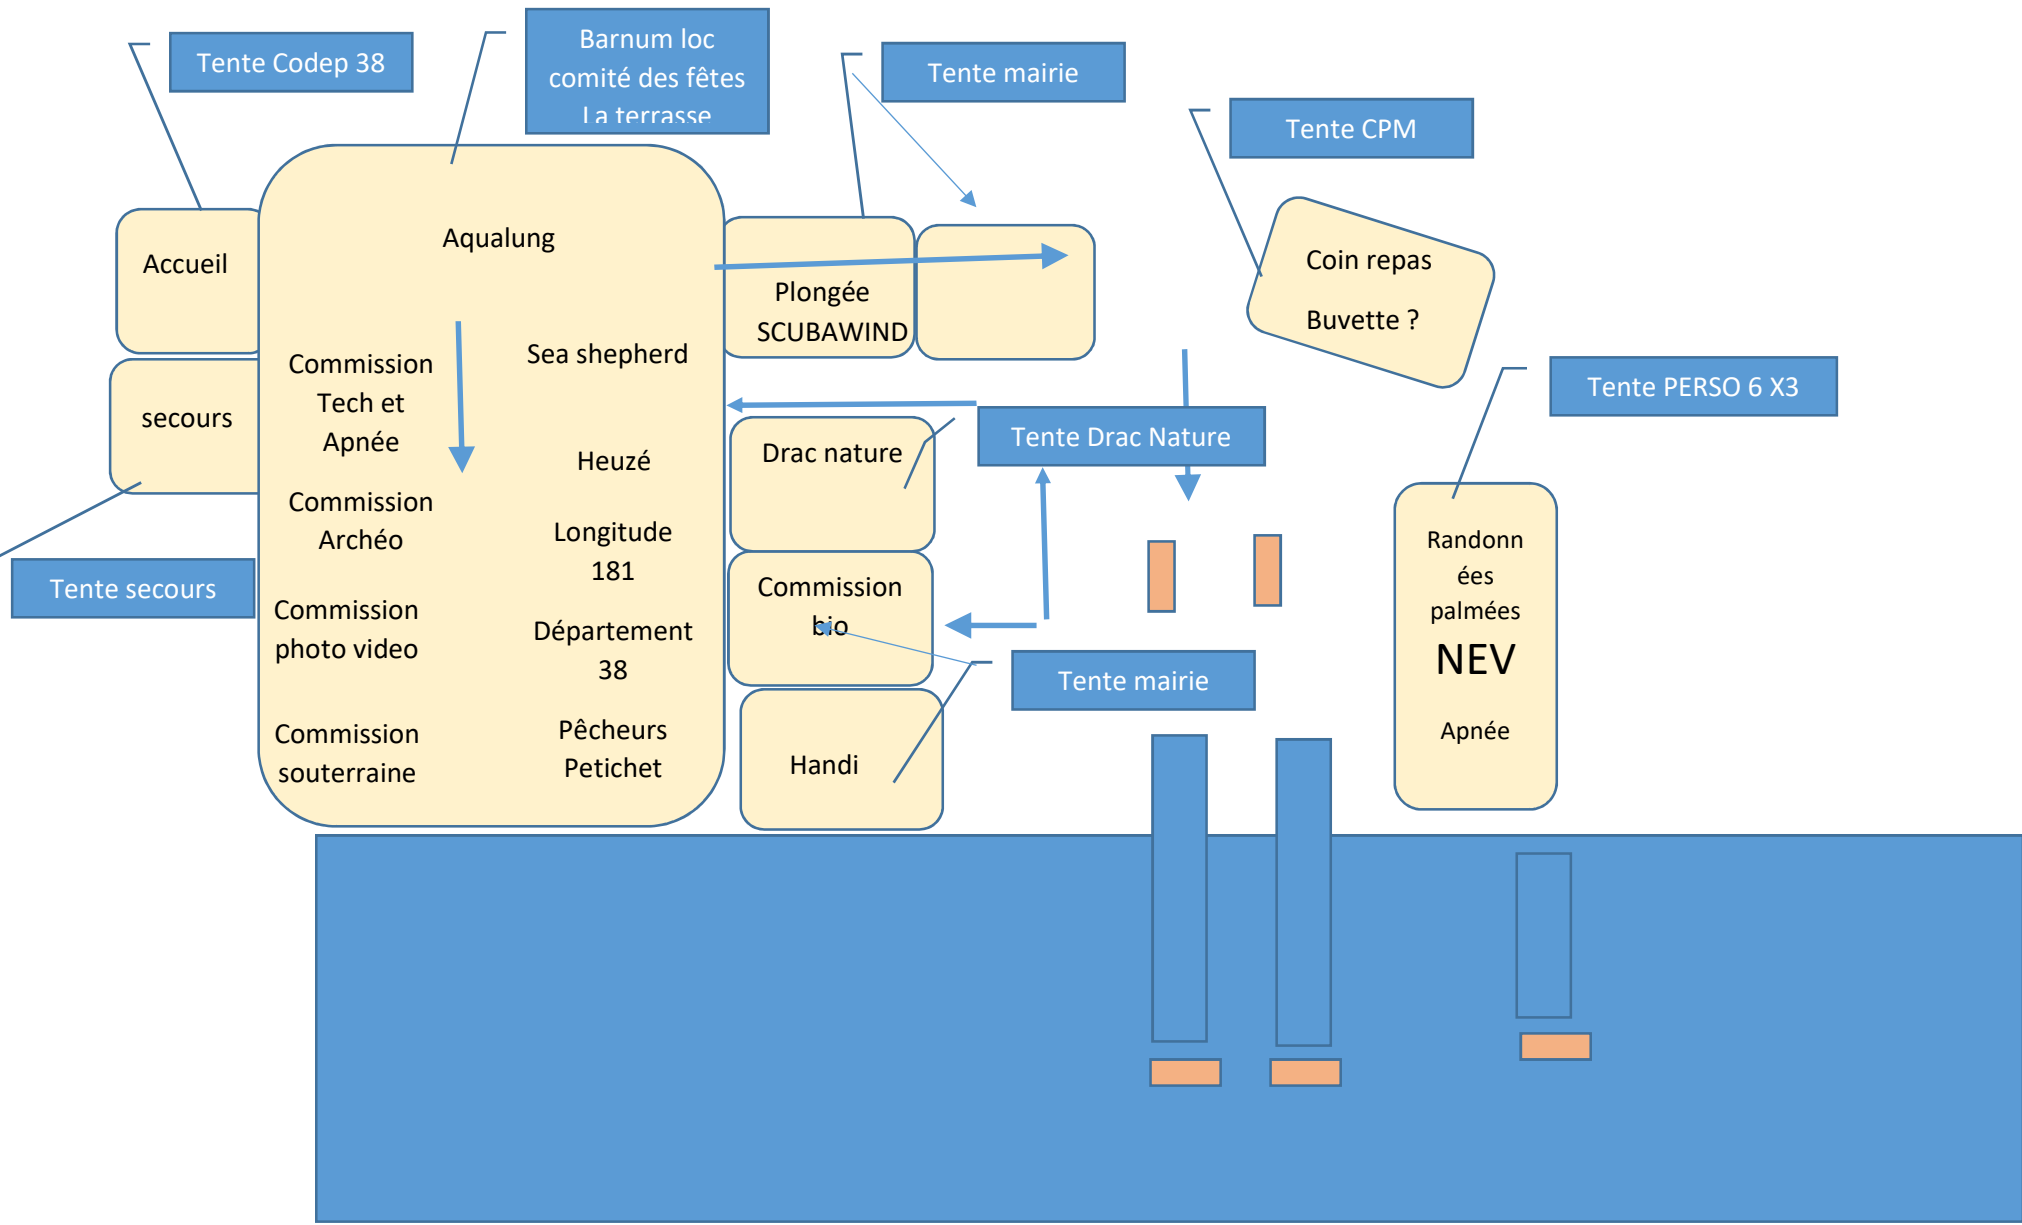 Tente Codep 38
Barnum loc
comité des fêtes
La terrasse
Tente mairie
Tente CPM
Accueil
Aqualung
Coin repas
Buvette ?
Plongée
SCUBAWIND
secours
Commission
Tech et
Apnée
Sea shepherd
Tente PERSO 6 X3
Drac nature
Tente Drac Nature
Heuzé
Commission
Archéo
Longitude
181
Randonn
ées
palmées
NEV
Apnée
Tente secours
Commission
photo video
Département
38
Commission
bio
Tente mairie
Commission
souterraine
Pêcheurs
Petichet
Handi